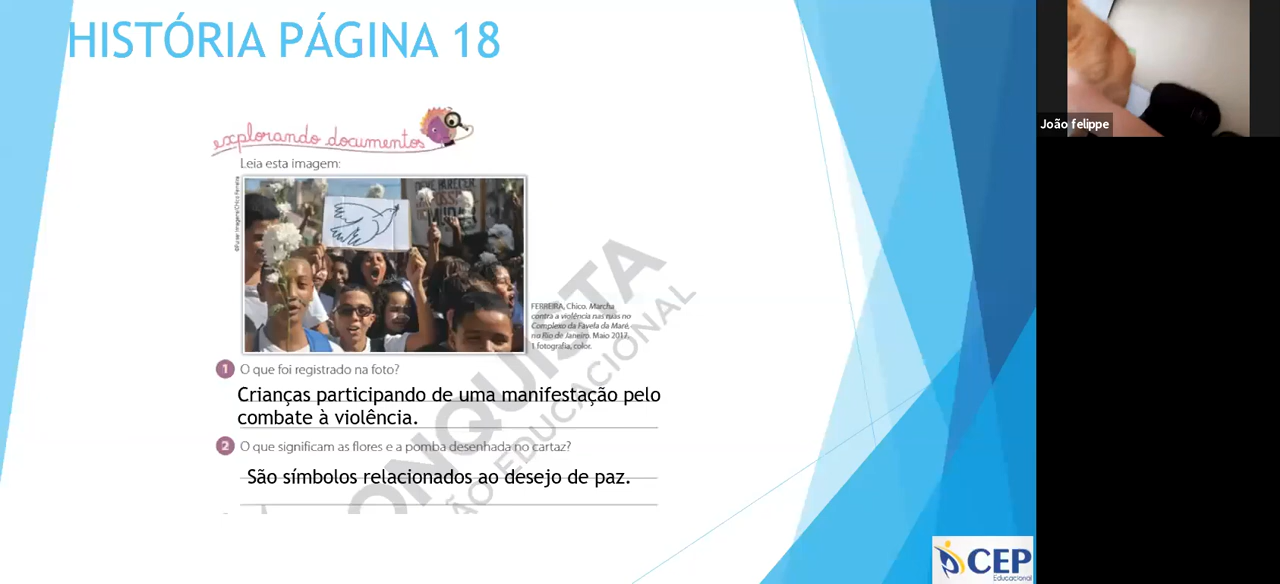 HISTÓRIA PÁGINA 18
João felippe
explorando documentos
Leia esta imagem:
PARECER
FERREIRA, Chico. Marcha
contra a violência nas ruas no
Complexo da Favela da Maré,
no Rio de Janeiro. Maio 2017.
1 fotografia, color.
1 O que foi registrado na foto?
Crianças participando de uma manifestação pelo
combate à violência.
2 O que significam as flores e a pomba desenhada no cartaz?
São símbolos relacionados ao desejo de paz.
CONQUISTA
EDUCACIONAL
CEP
Educacional